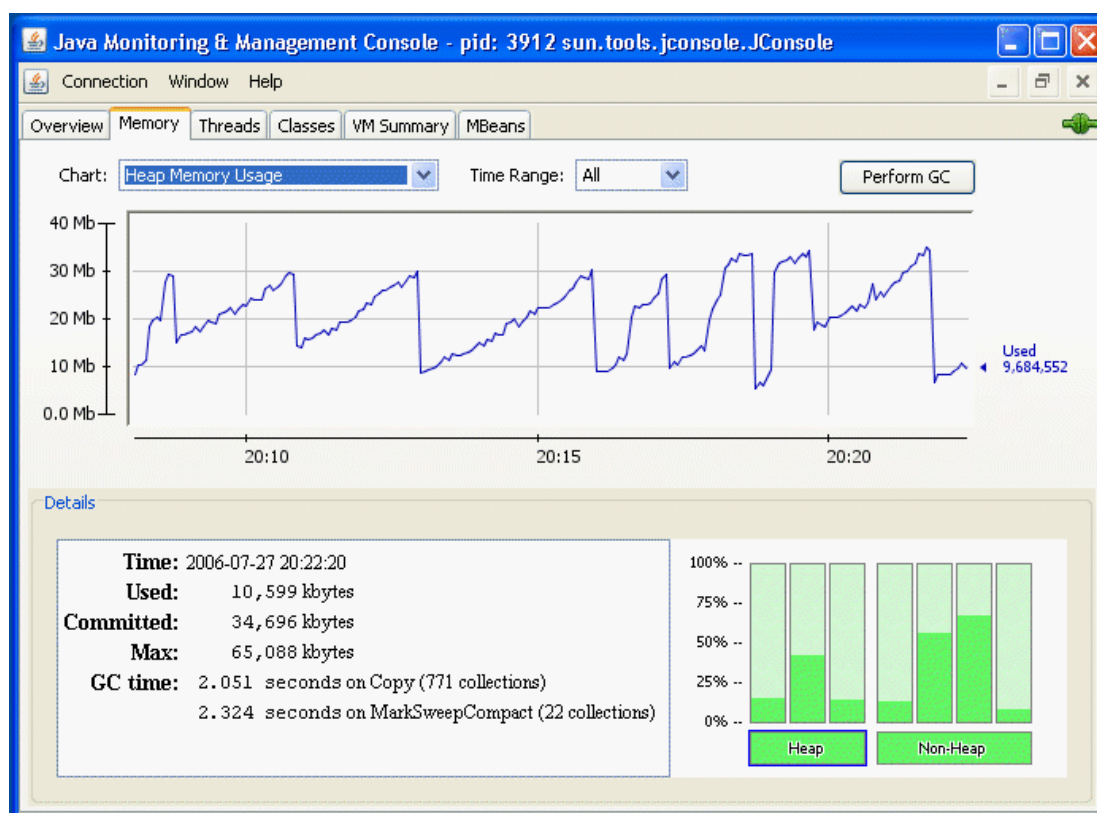 Java Monitoring & Management Console - pid: 3912 sun.tools.jconsole.JConsole
Connection Window Help
Overview Memory Threads Classes VM Summary MBeans
Chart: Heap Memory Usage Time Range: All Perform GC
40 Mb
30 Mb
20 Mb
10 Mb
0.0 Mb
Used
9,684,552
20:10 20:15 20:20
Details
Time: 2006-07-27 20:22:20
Used: 10,599 kbytes
Committed: 34,696 kbytes
Max: 65,088 kbytes
GC time: 2.051 seconds on Copy (771 collections)
2.324 seconds on MarkSweepCompact (22 collections)
100% --
75% --
50% --
25% --
0% --
Heap Non-Heap